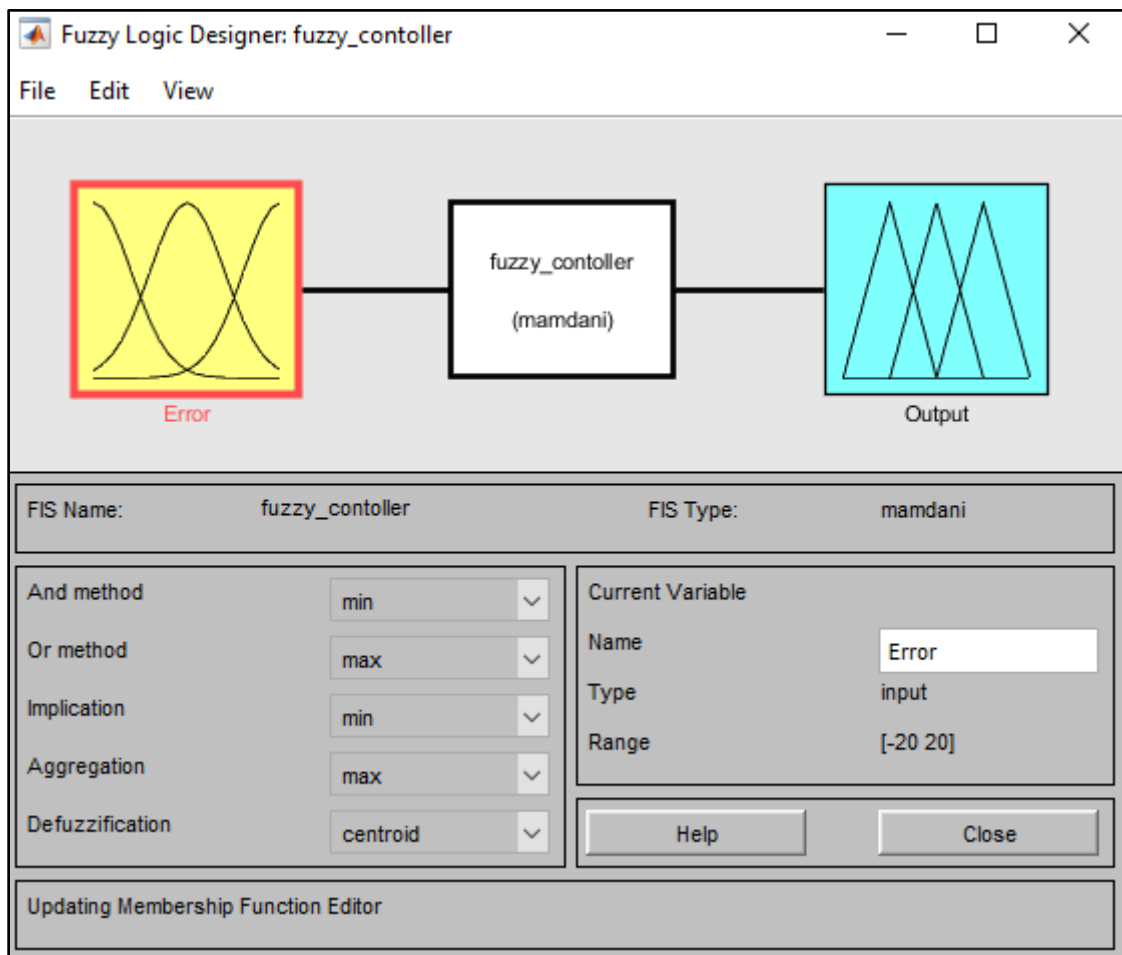 Fuzzy Logic Designer: fuzzy_contoller
File Edit View
fuzzy_contoller
(mamdani)
Error
Output
FIS Name: fuzzy_contoller FIS Type: mamdani
And method min
Or method max
Implication min
Aggregation max
Defuzzification centroid
Current Variable
Name Error
Type input
Range [-20 20]
Help Close
Updating Membership Function Editor